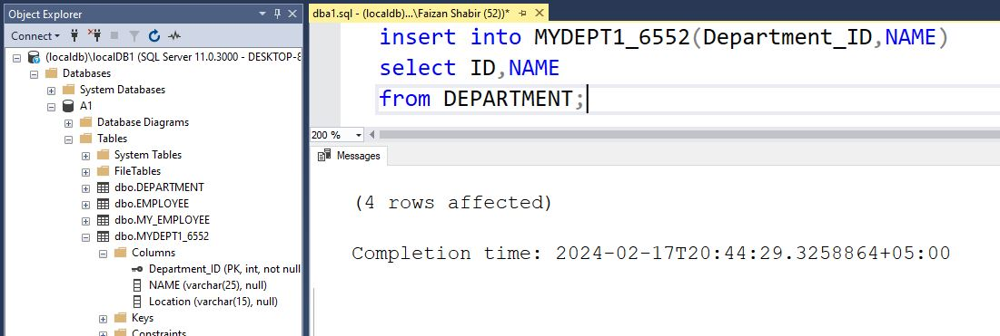 Object Explorer
Connect
(localdb)\localDB1 (SQL Server 11.0.3000 - DESKTOP-8
Databases
System Databases
A1
Database Diagrams
Tables
System Tables
FileTables
dbo.DEPARTMENT
dbo.EMPLOYEE
dbo.MY_EMPLOYEE
dbo.MYDEPT1_6552
Columns
Department_ID (PK, int, not null
NAME (varchar(25), null)
Location (varchar(15), null)
Keys
Constraints
dba1.sql - (localdb)...\Faizan Shabir (52))*
insert into MYDEPT1_6552(Department_ID,NAME)
select ID,NAME
from DEPARTMENT;
200 %
Messages
(4 rows affected)
Completion time: 2024-02-17T20:44:29.3258864+05:00